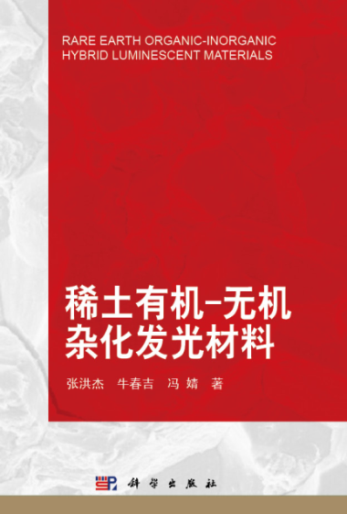 RARE EARTH ORGANIC-INORGANIC
HYBRID LUMINESCENT MATERIALS
稀土有机-无机
杂化发光材料
张洪杰 牛春吉 冯婧 著
科学出版社